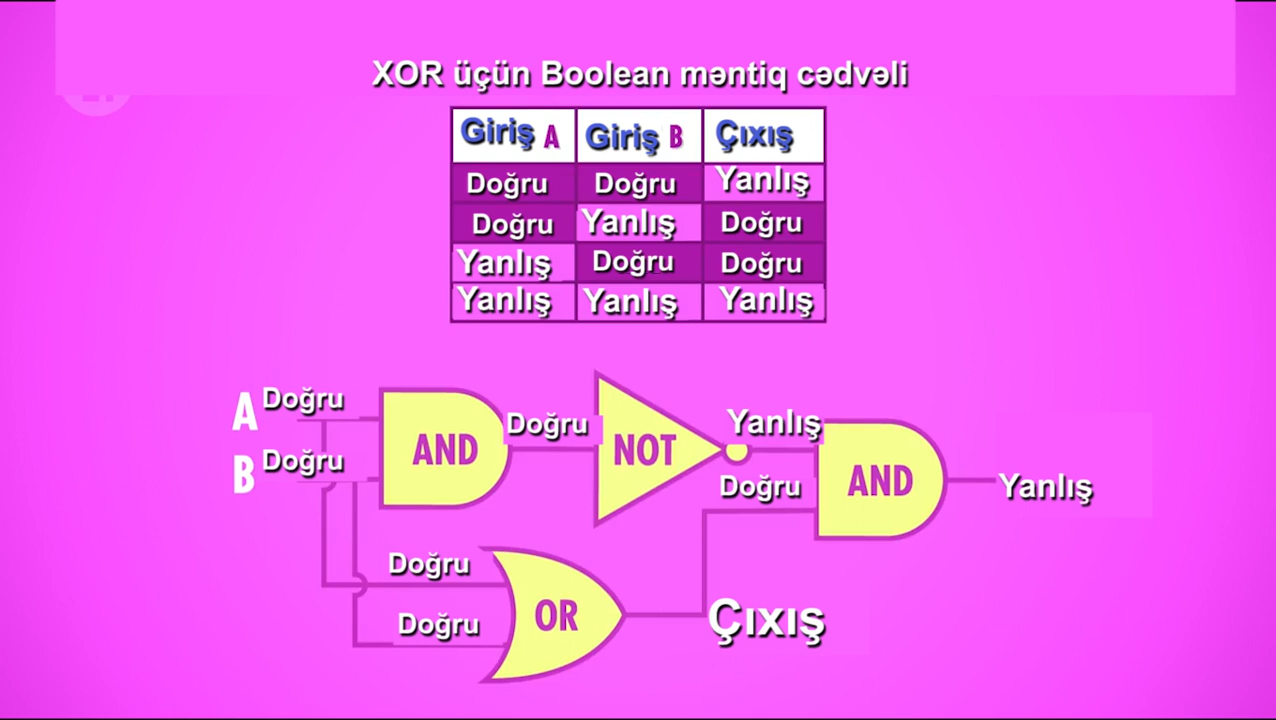 XOR üçün Boolean məntiq cədvəli
Giriş A Giriş B Çıxış
Doğru Doğru Yanlış
Doğru Yanlış Doğru
Yanlış Doğru Doğru
Yanlış Yanlış Yanlış
A Doğru
B Doğru
AND
Doğru
NOT
Yanlış
Doğru
AND
Yanlış
Doğru
Doğru
OR
Çıxış